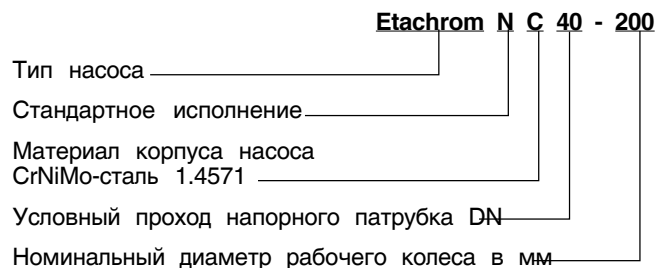 Etachrom N C 40 - 200
Тип насоса
Стандартное исполнение
Материал корпуса насоса
CrNiMo-сталь 1.4571
Условный проход напорного патрубка DN
Номинальный диаметр рабочего колеса в мм